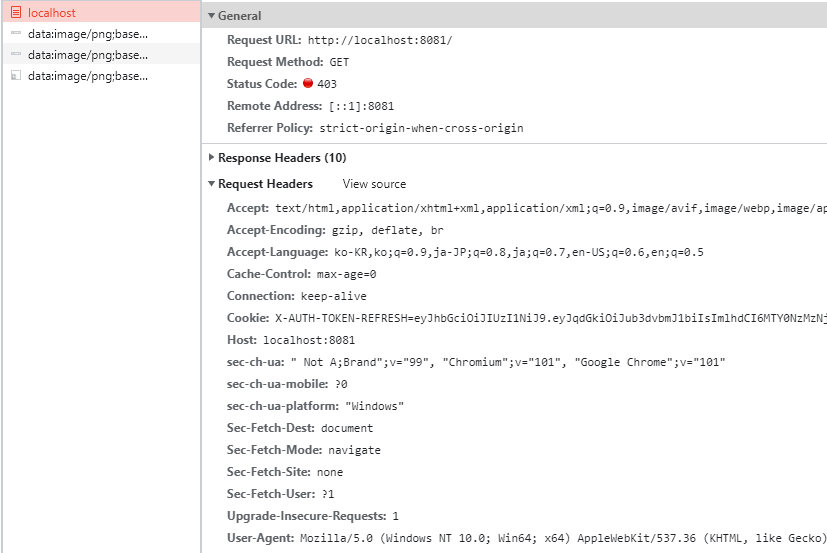 localhost
data:image/png;base...
data:image/png;base...
data:image/png;base...
General
Request URL: http://localhost:8081/
Request Method: GET
Status Code: 403
Remote Address: [::1]:8081
Referrer Policy: strict-origin-when-cross-origin
Response Headers (10)
Request Headers View source
Accept: text/html,application/xhtml+xml,application/xml;q=0.9,image/avif,image/webp,image/ap
Accept-Encoding: gzip, deflate, br
Accept-Language: ko-KR,ko;q=0.9,ja-JP;q=0.8,ja;q=0.7,en-US;q=0.6,en;q=0.5
Cache-Control: max-age=0
Connection: keep-alive
Cookie: X-AUTH-TOKEN-REFRESH=eyJhbGciOiJIUzI1NiJ9.eyJqdGkiOiJub3dvbmJ1biIsImlhdCI6MTY0NzMzNj
Host: localhost:8081
sec-ch-ua: " Not A;Brand";v="99", "Chromium";v="101", "Google Chrome";v="101"
sec-ch-ua-mobile: ?0
sec-ch-ua-platform: "Windows"
Sec-Fetch-Dest: document
Sec-Fetch-Mode: navigate
Sec-Fetch-Site: none
Sec-Fetch-User: ?1
Upgrade-Insecure-Requests: 1
User-Agent: Mozilla/5.0 (Windows NT 10.0; Win64; x64) AppleWebKit/537.36 (KHTML, like Gecko)